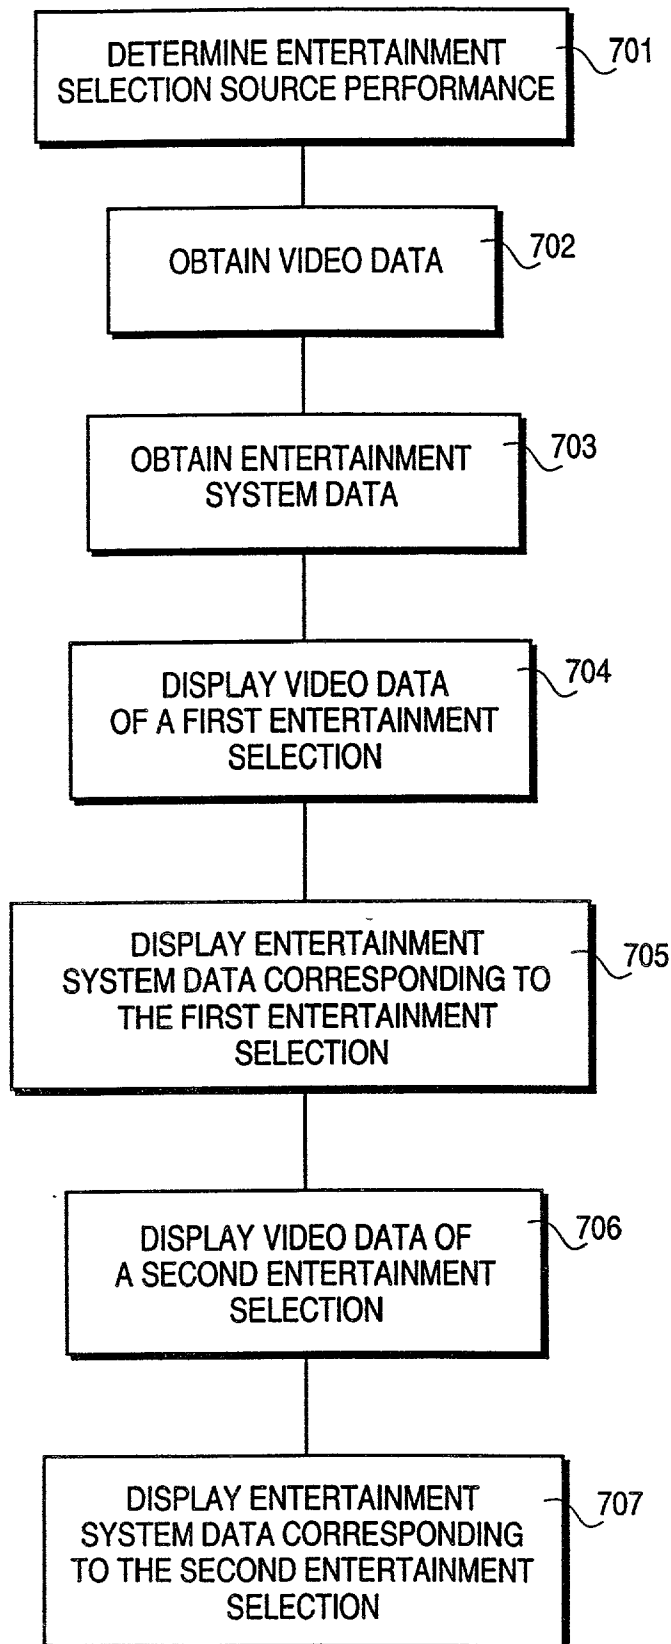 DETERMINE ENTERTAINMENT
SELECTION SOURCE PERFORMANCE
701
OBTAIN VIDEO DATA
702
OBTAIN ENTERTAINMENT
SYSTEM DATA
703
DISPLAY VIDEO DATA
OF A FIRST ENTERTAINMENT
SELECTION
704
DISPLAY ENTERTAINMENT
SYSTEM DATA CORRESPONDING TO
THE FIRST ENTERTAINMENT
SELECTION
705
DISPLAY VIDEO DATA OF
A SECOND ENTERTAINMENT
SELECTION
706
DISPLAY ENTERTAINMENT
SYSTEM DATA CORRESPONDING
TO THE SECOND ENTERTAINMENT
SELECTION
707